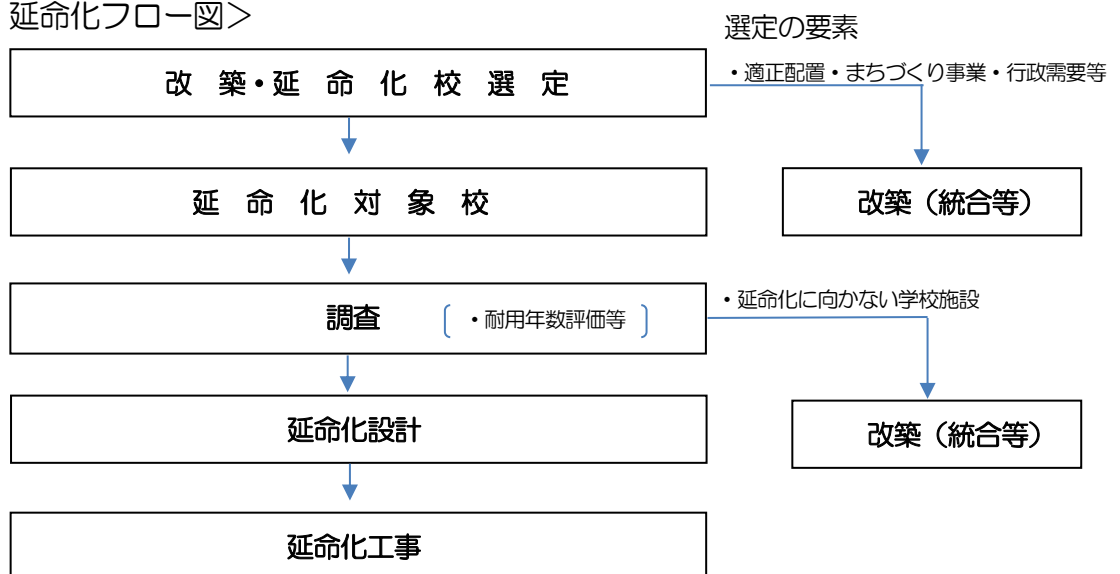 延命化フロー図＞
選定の要素
改 築・延 命 化 校 選 定
・適正配置・まちづくり事業・行政需要等
延 命 化 対 象 校
改築（統合等）
調査 〔 ・耐用年数評価等 〕
・延命化に向かない学校施設
延命化設計
改築（統合等）
延命化工事